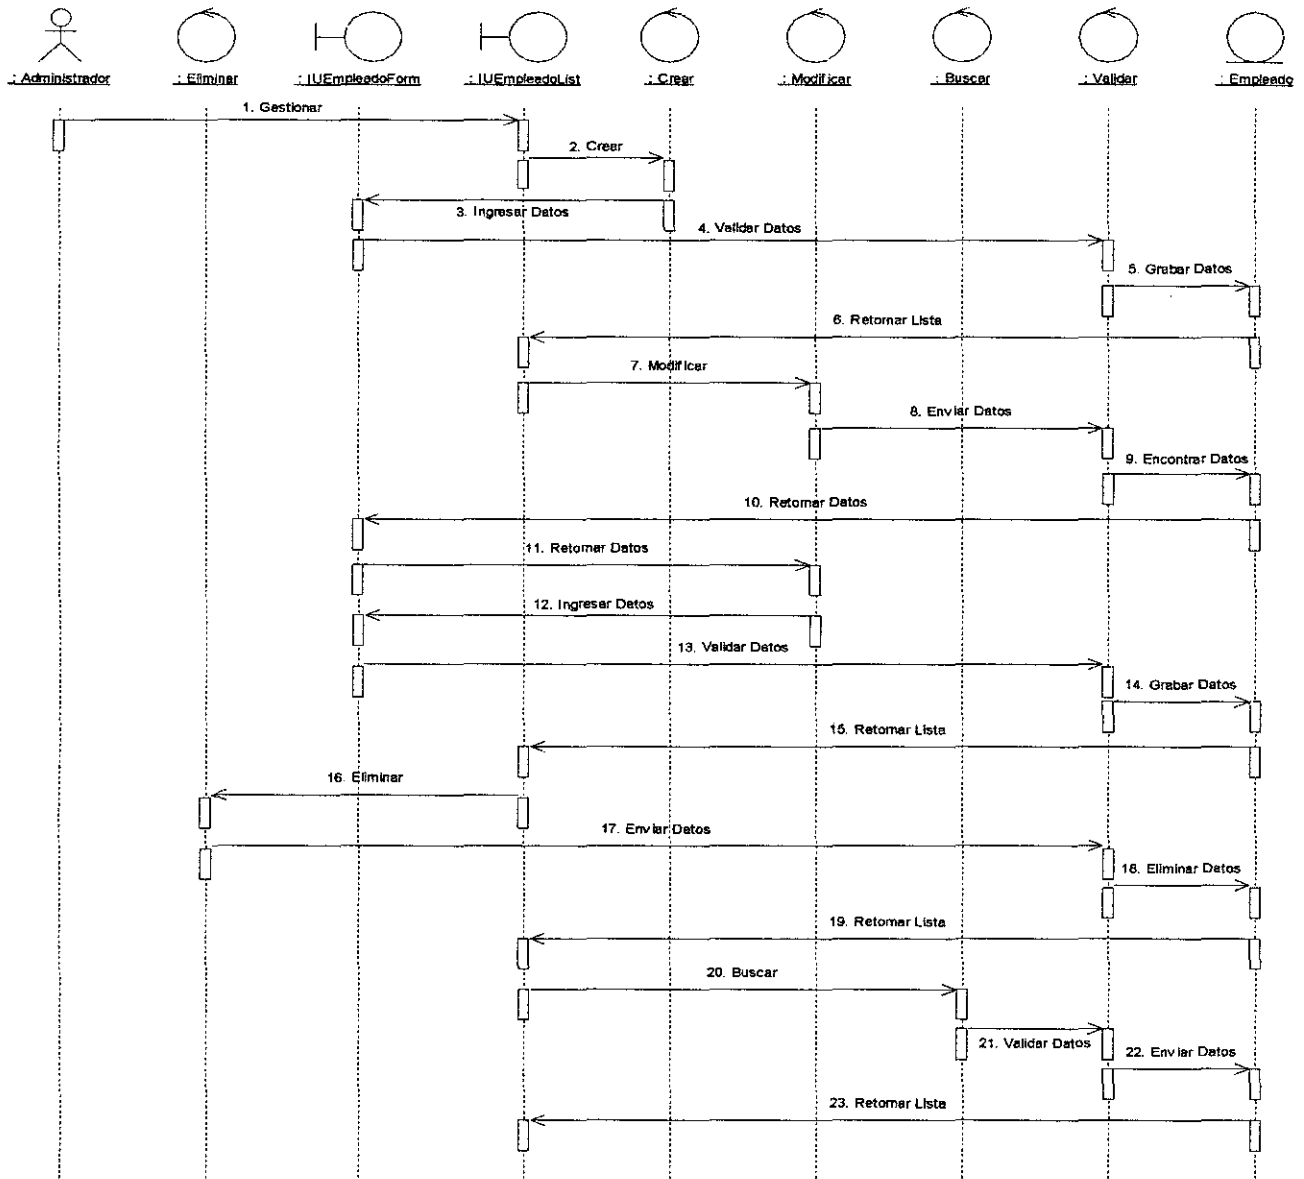 : Administrador
: Eliminar
: IUEmpleadoForm
: IUEmpleadoList
: Crear
: Modificar
: Buscar
: Validar
: Empleado
1. Gestionar
2. Crear
3. Ingresar Datos
4. Validar Datos
5. Grabar Datos
6. Retornar Lista
7. Modificar
8. Enviar Datos
9. Encontrar Datos
10. Retornar Datos
11. Retornar Datos
12. Ingresar Datos
13. Validar Datos
14. Grabar Datos
15. Retornar Lista
16. Eliminar
17. Enviar Datos
18. Eliminar Datos
19. Retornar Lista
20. Buscar
21. Validar Datos
22. Enviar Datos
23. Retornar Lista